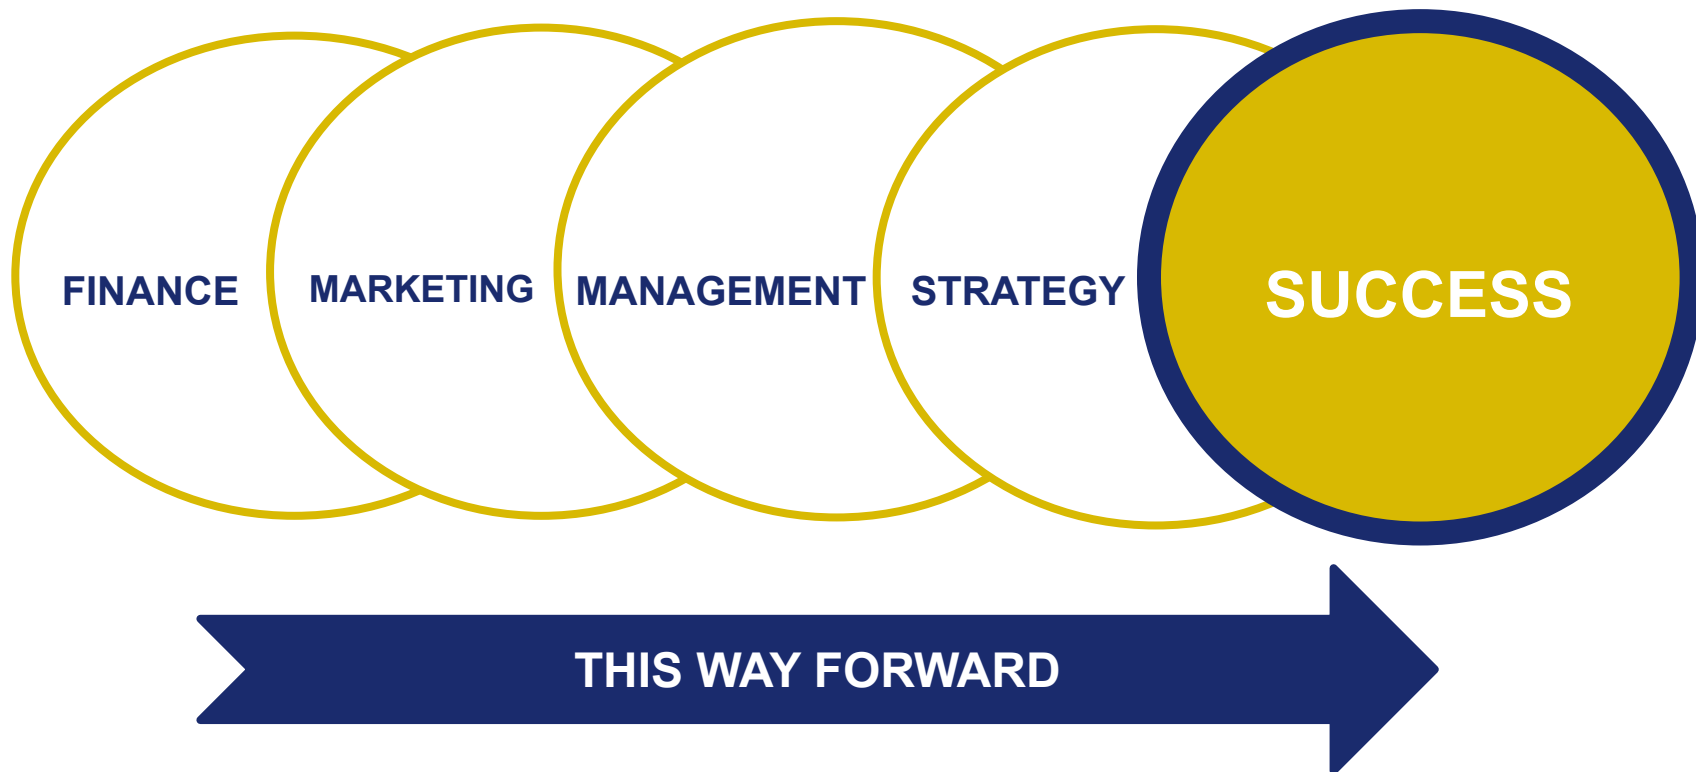 FINANCE
MARKETING
MANAGEMENT
STRATEGY
SUCCESS
THIS WAY FORWARD